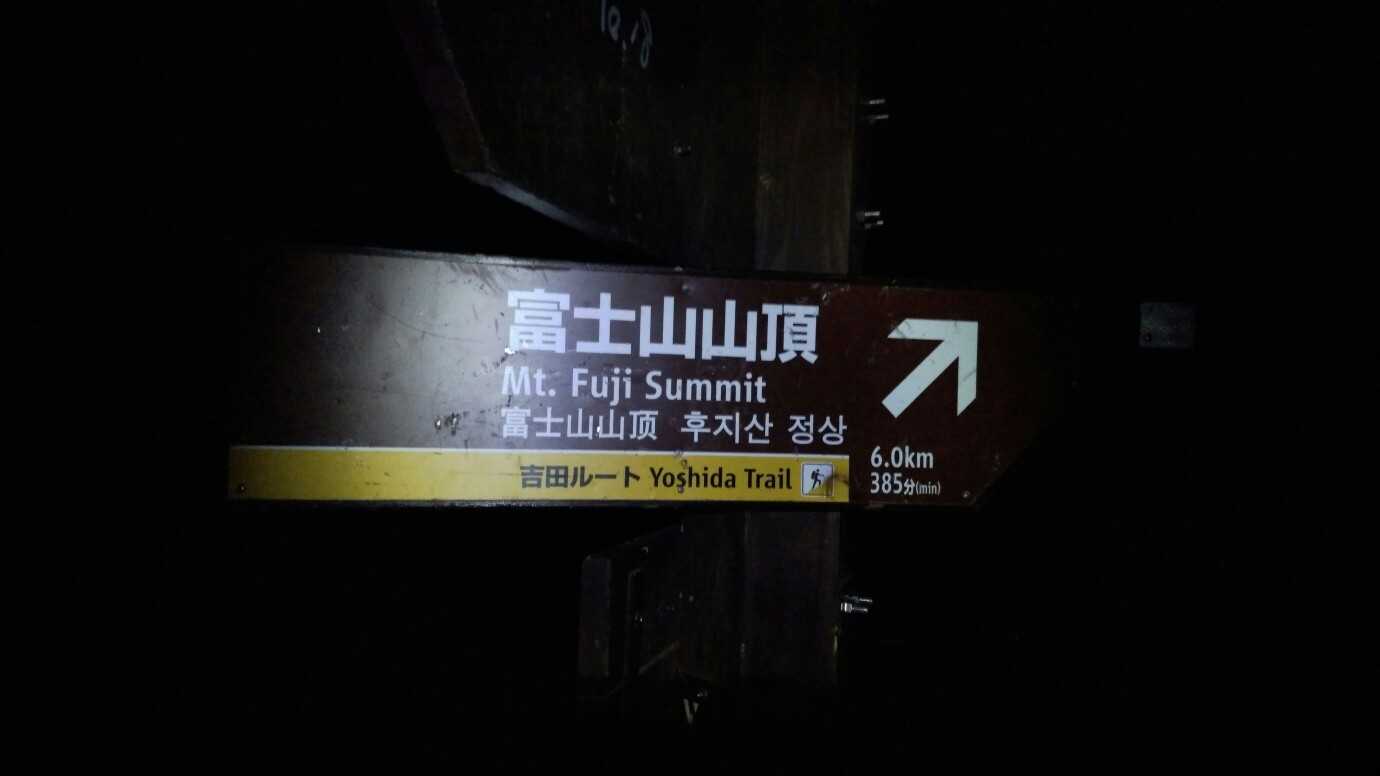 富士山山頂
Mt. Fuji Summit
富士山山顶 후지산 정상
吉田ルート Yoshida Trail
6.0km
385分(min)